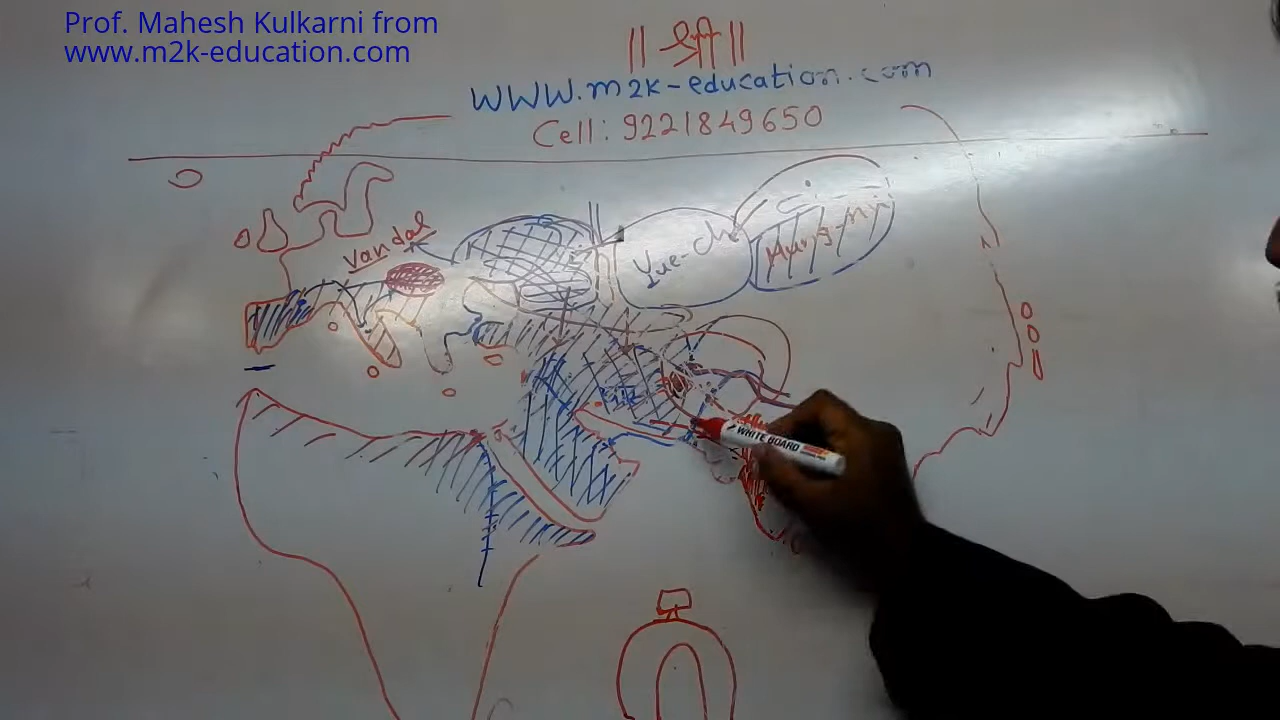 Prof. Mahesh Kulkarni from
www.m2k-education.com
|| श्री ||
WWW.m2k-education.com
Cell: 9221849650
Vandal
Yue-chi
WHITE BOARD